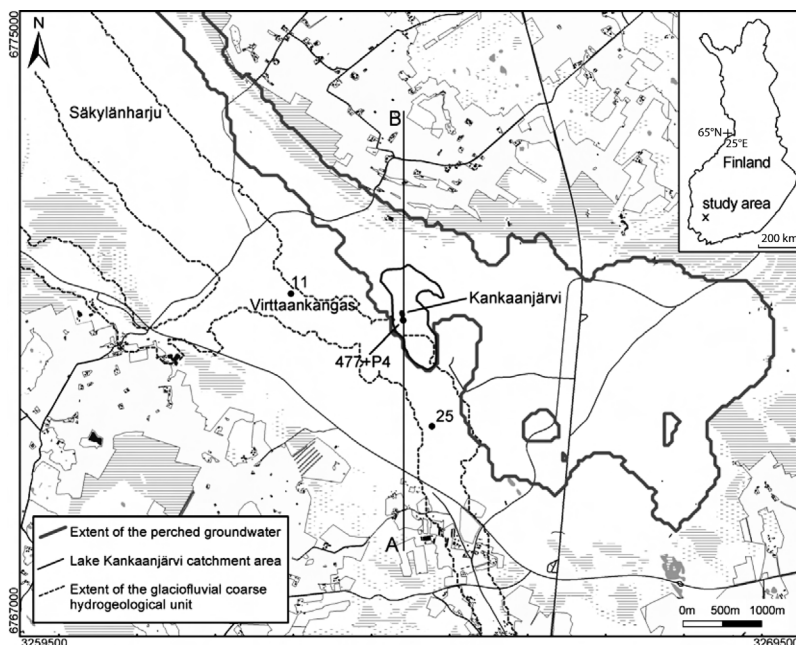 6775000
N
Säkylänharju
B
65°N
25°E
Finland
study area
200 km
11
Virttaankangas
Kankaanjärvi
477+P4
25
A
Extent of the perched groundwater
Lake Kankaanjärvi catchment area
Extent of the glaciofluvial coarse
hydrogeological unit
0m 500m 1000m
6767000
3259500
3269500